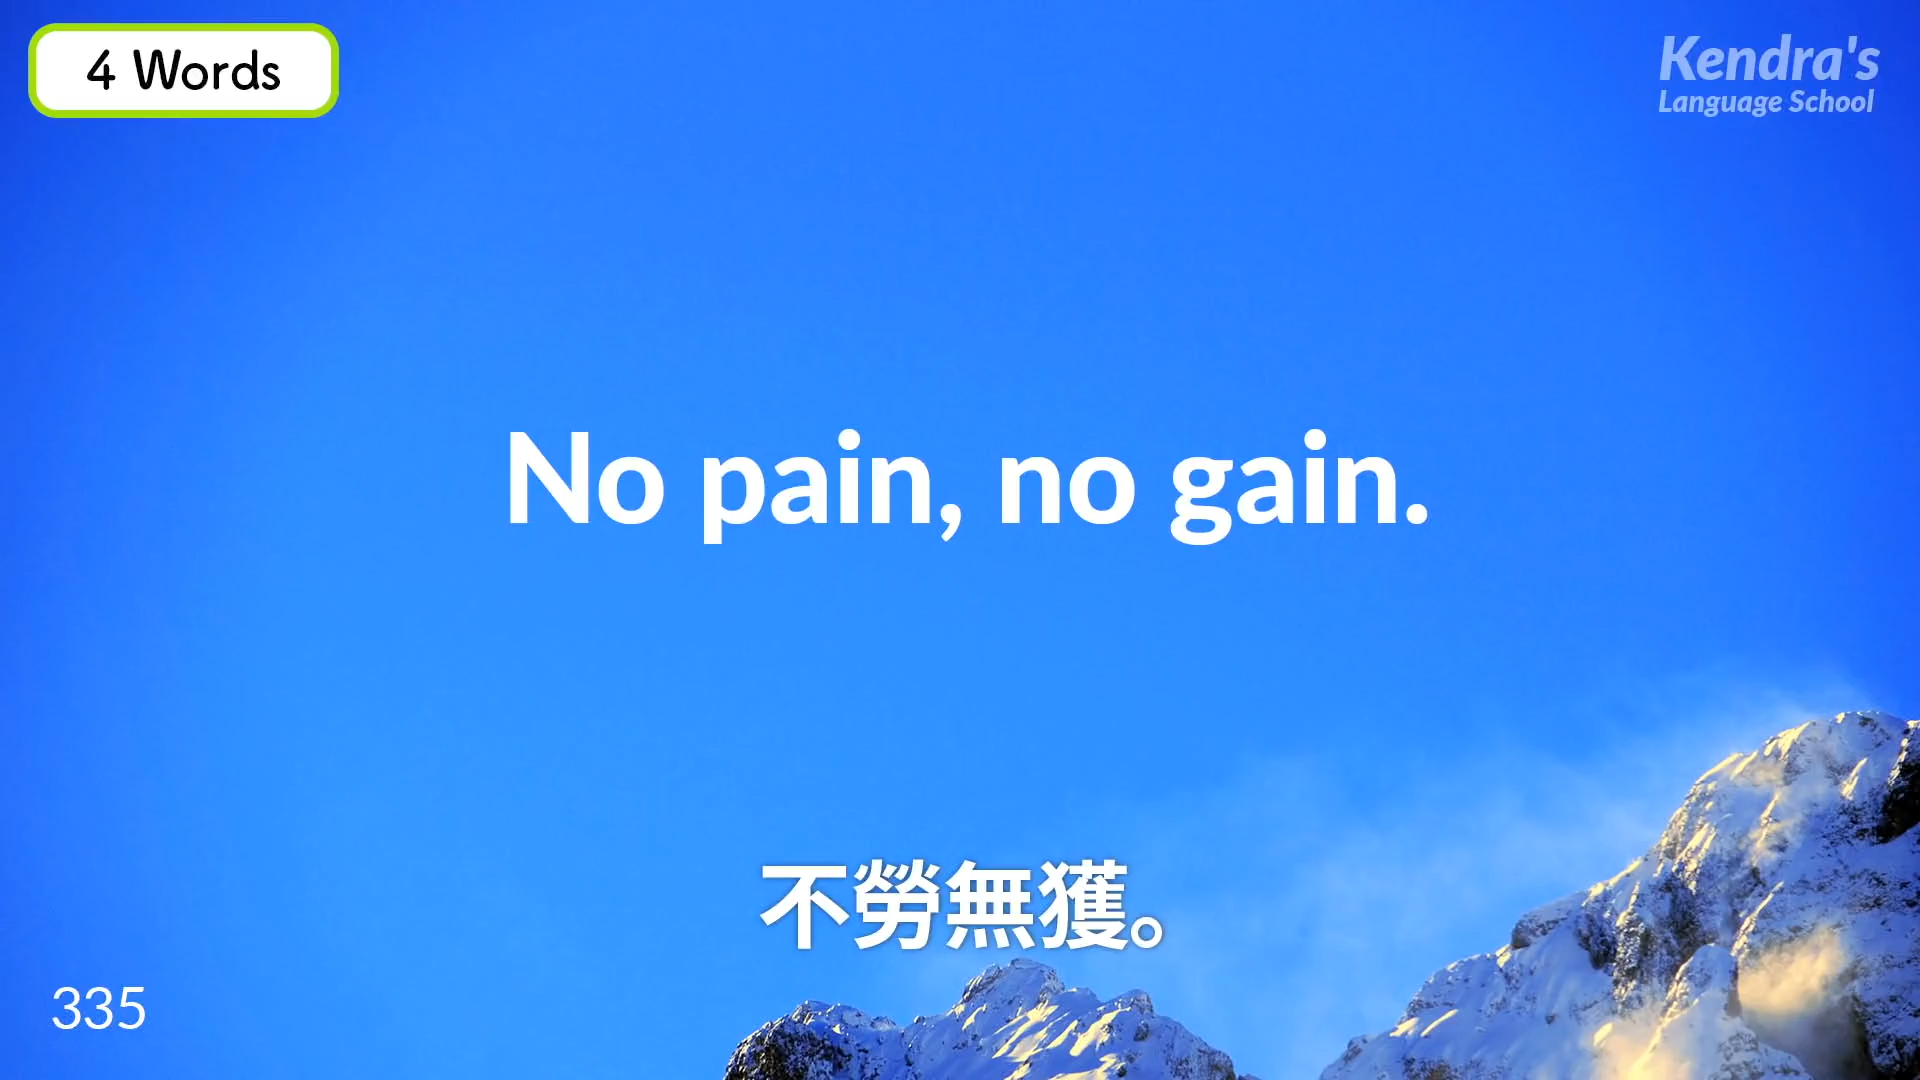 4 Words
Kendra's
Language School
No pain, no gain.
不勞無獲。
335